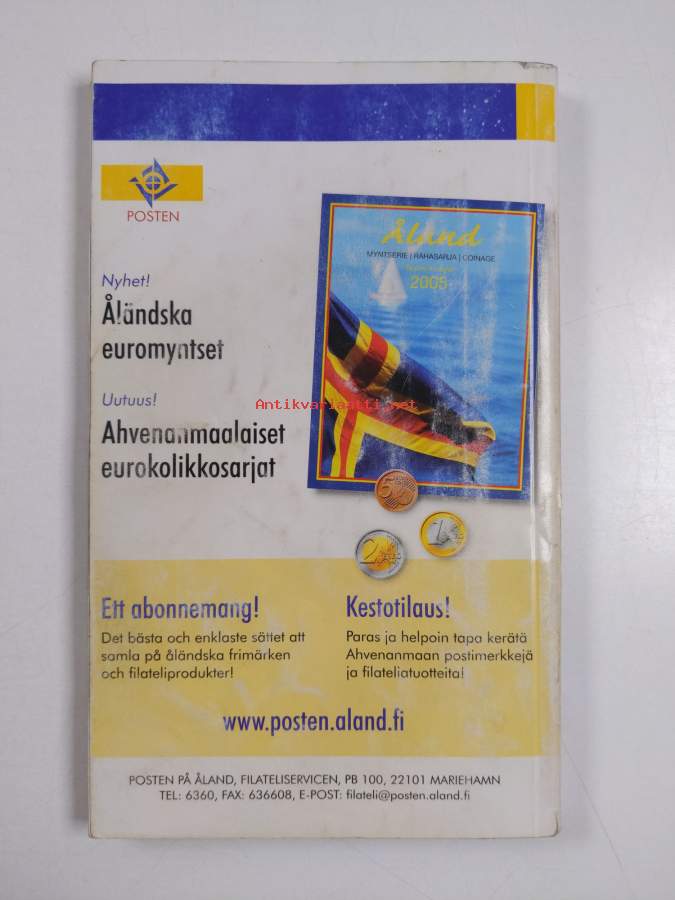 POSTEN
Åland
MYNTSERIE | RAHASARJA | COINAGE
2005
Nyhet!
Åländska
euromyntset
Uutuus!
Ahvenanmaalaiset
eurokolikkosarjat
Antikvariaatti.net
5
2
1
Ett abonnemang!
Det bästa och enklaste sättet att
samla på åländska frimärken
och filateliprodukter!
Kestotilaus!
Paras ja helpoin tapa kerätä
Ahvenanmaan postimerkkejä
ja filateliatuotteita!
www.posten.aland.fi
POSTEN PÅ ÅLAND, FILATELISERVICEN, PB 100, 22101 MARIEHAMN
TEL: 6360, FAX: 636608, E-POST: filateli@posten.aland.fi